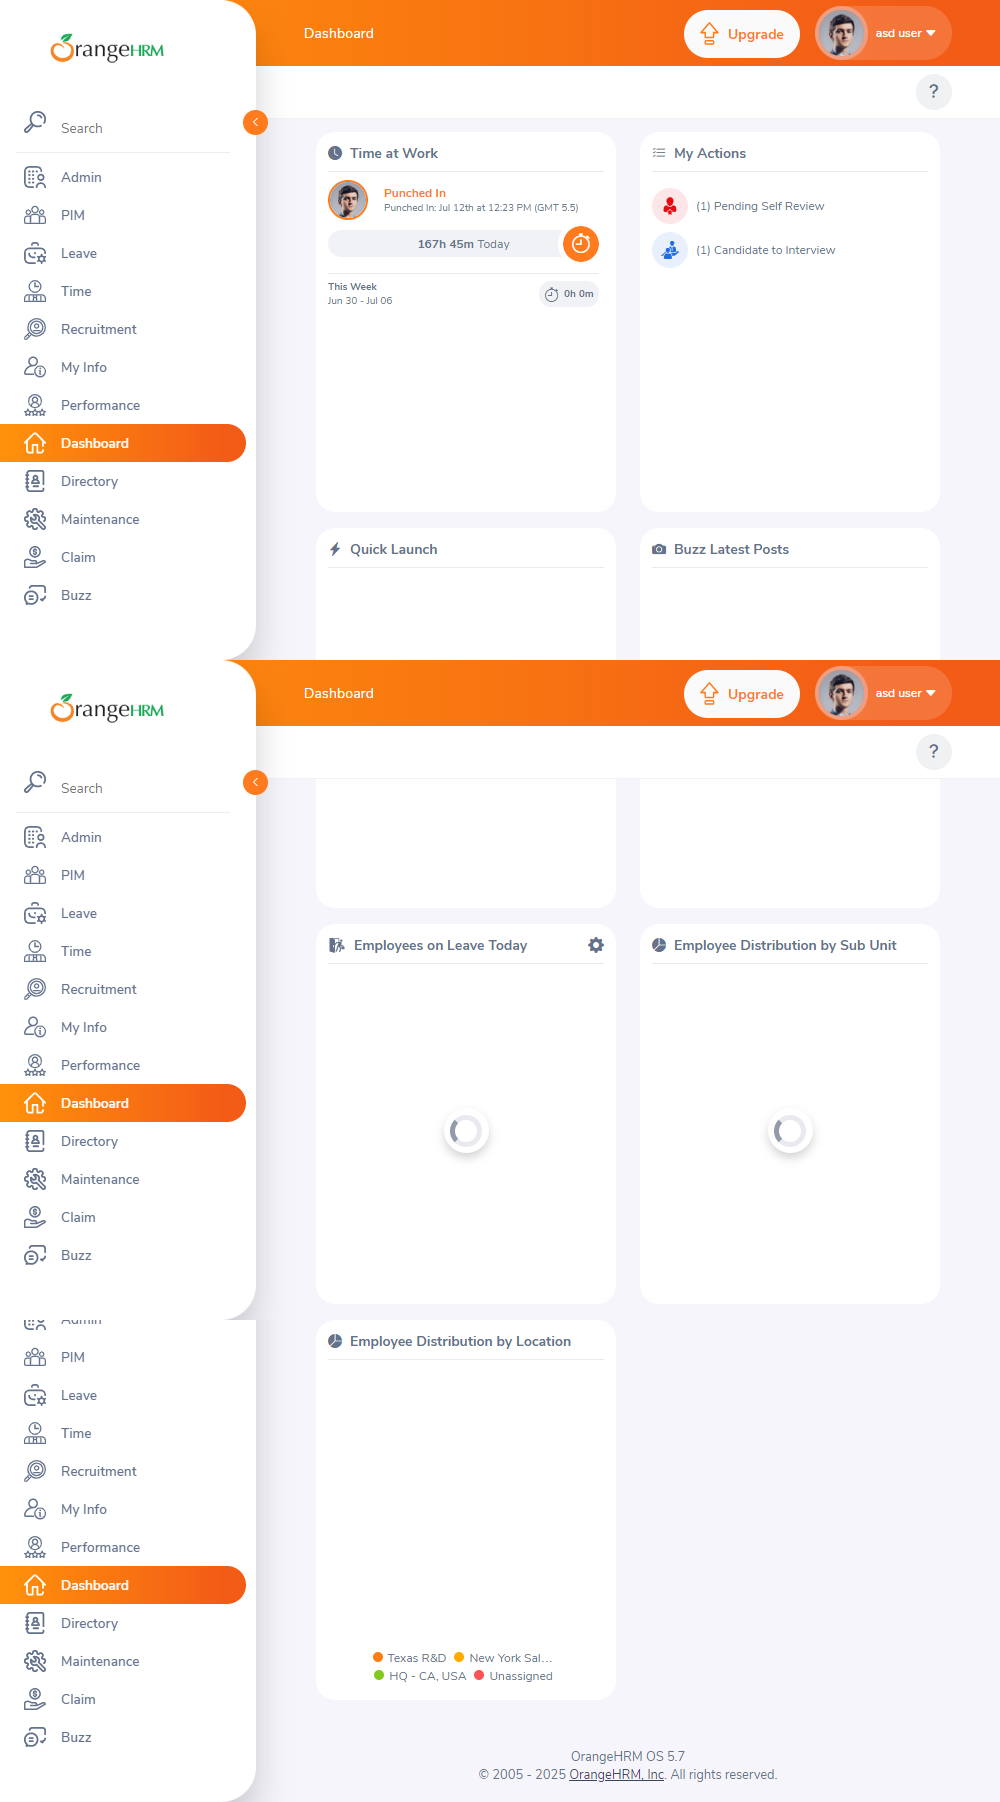 OrangeHRM
Dashboard
Upgrade
asd user
Search
?
Admin
PIM
Leave
Time
Recruitment
My Info
Performance
Dashboard
Directory
Maintenance
Claim
Buzz
Time at Work
Punched In
Punched In: Jul 12th at 12:23 PM (GMT 5.5)
167h 45m Today
This Week
Jun 30 - Jul 06
0h 0m
My Actions
(1) Pending Self Review
(1) Candidate to Interview
Quick Launch
Buzz Latest Posts
OrangeHRM
Dashboard
Upgrade
asd user
Search
?
Admin
PIM
Leave
Time
Recruitment
My Info
Performance
Dashboard
Directory
Maintenance
Claim
Buzz
Employees on Leave Today
Employee Distribution by Sub Unit
Admin
PIM
Leave
Time
Recruitment
My Info
Performance
Dashboard
Directory
Maintenance
Claim
Buzz
Employee Distribution by Location
Texas R&D
New York Sal...
HQ - CA, USA
Unassigned
OrangeHRM OS 5.7
© 2005 - 2025 OrangeHRM, Inc. All rights reserved.